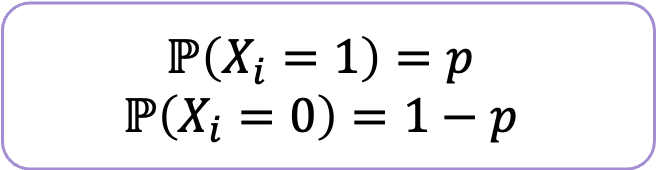 ℙ(𝑋ᵢ = 1) = 𝑝
ℙ(𝑋ᵢ = 0) = 1 − 𝑝